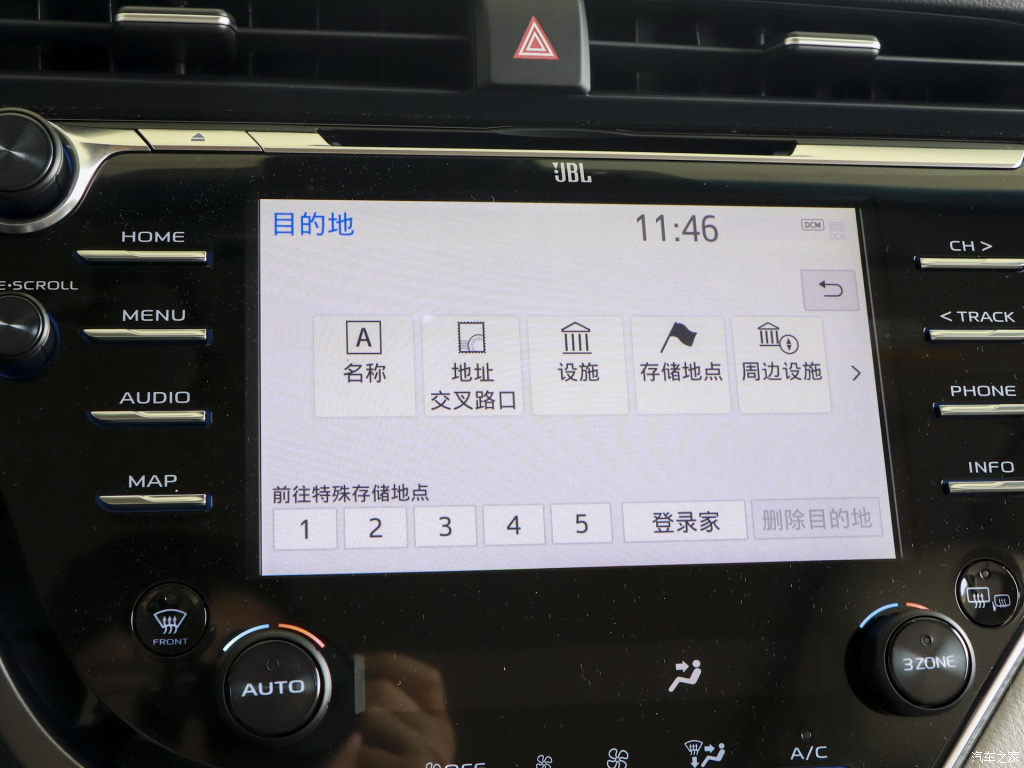 JBL
目的地
11:46
DCM
HOME
E•SCROLL
MENU
AUDIO
MAP
CH >
< TRACK
PHONE
INFO
A
名称
地址
交叉路口
设施
存储地点
周边设施
前往特殊存储地点
1 2 3 4 5 登录家 删除目的地
FRONT
AUTO
3 ZONE
OFF
A/C
汽车之家